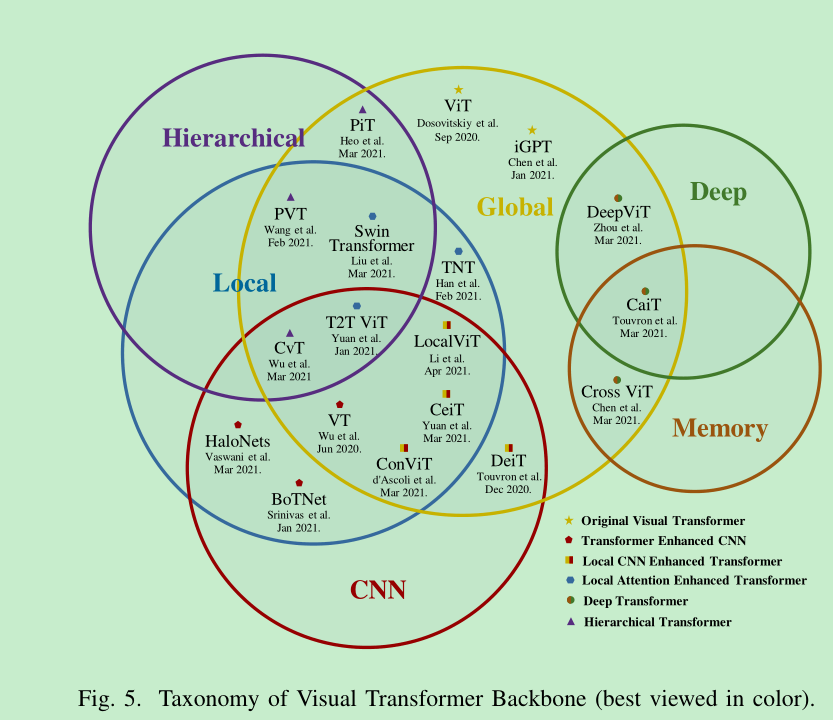 Hierarchical
PiT
Heo et al.
Mar 2021.
ViT
Dosovitskiy et al.
Sep 2020.
iGPT
Chen et al.
Jan 2021.
Global
PVT
Wang et al.
Feb 2021.
Swin
Transformer
Liu et al.
Mar 2021.
TNT
Han et al.
Feb 2021.
DeepViT
Zhou et al.
Mar 2021.
Deep
Local
CaiT
Touvron et al.
Mar 2021.
T2T ViT
Yuan et al.
Jan 2021.
CvT
Wu et al.
Mar 2021
LocalViT
Li et al.
Apr 2021.
Cross ViT
Chen et al.
Mar 2021.
Memory
HaloNets
Vaswani et al.
Mar 2021.
VT
Wu et al.
Jun 2020.
CeiT
Yuan et al.
Mar 2021.
ConViT
d'Ascoli et al.
Mar 2021.
DeiT
Touvron et al.
Dec 2020.
BoTNet
Srinivas et al.
Jan 2021.
CNN
Original Visual Transformer
Transformer Enhanced CNN
Local CNN Enhanced Transformer
Local Attention Enhanced Transformer
Deep Transformer
Hierarchical Transformer
Fig. 5. Taxonomy of Visual Transformer Backbone (best viewed in color).